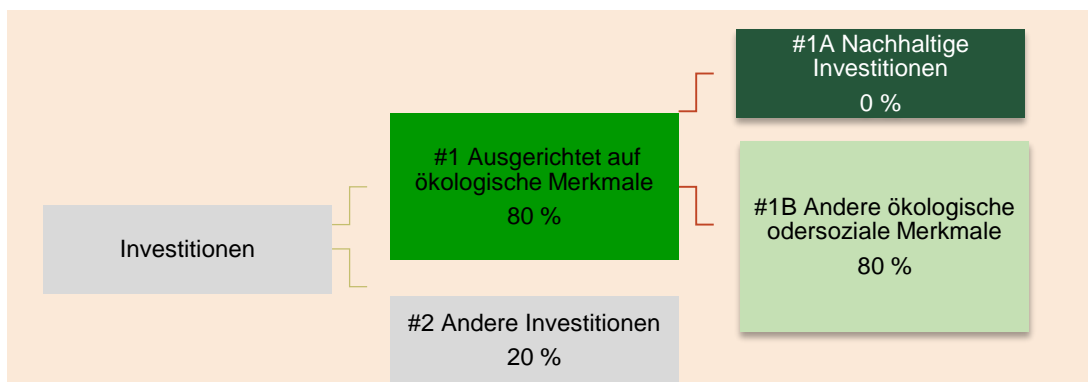 Investitionen
#1 Ausgerichtet auf
ökologische Merkmale
80 %
#2 Andere Investitionen
20 %
#1A Nachhaltige
Investitionen
0 %
#1B Andere ökologische
odersoziale Merkmale
80 %